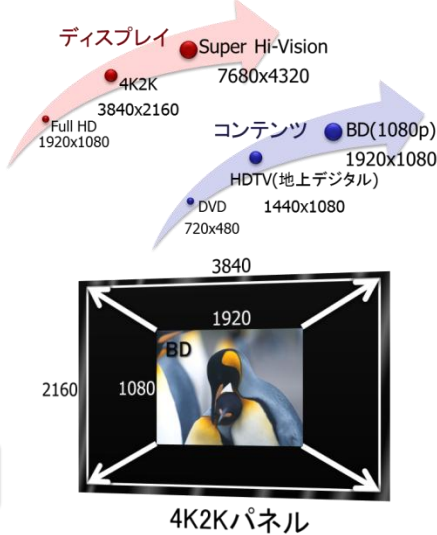 ディスプレイ
Super Hi-Vision
7680x4320
4K2K
3840x2160
Full HD
1920x1080
コンテンツ
BD(1080p)
1920x1080
HDTV(地上デジタル)
1440x1080
DVD
720x480
3840
1920
BD
2160
1080
4K2Kパネル